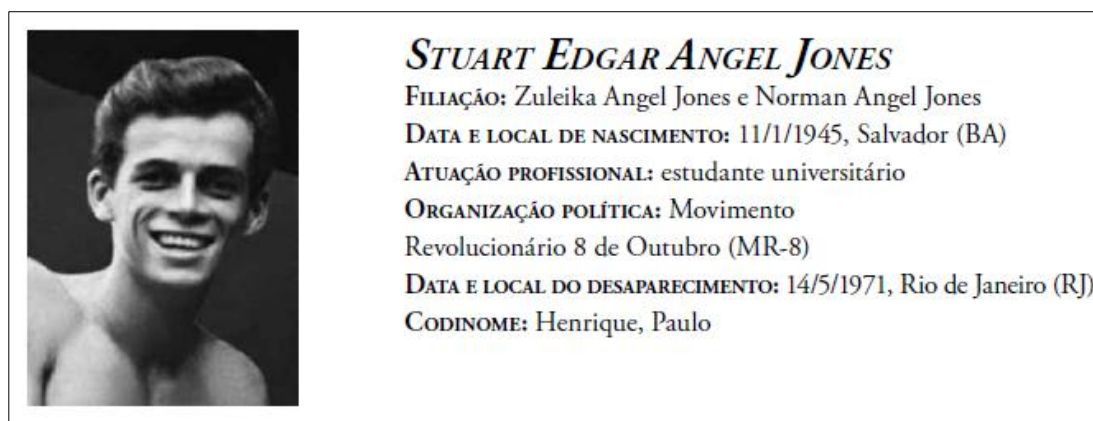 STUART EDGAR ANGEL JONES
FILIAÇÃO: Zuleika Angel Jones e Norman Angel Jones
DATA E LOCAL DE NASCIMENTO: 11/1/1945, Salvador (BA)
ATUAÇÃO PROFISSIONAL: estudante universitário
ORGANIZAÇÃO POLÍTICA: Movimento
Revolucionário 8 de Outubro (MR-8)
DATA E LOCAL DO DESAPARECIMENTO: 14/5/1971, Rio de Janeiro (RJ)
CODINOME: Henrique, Paulo